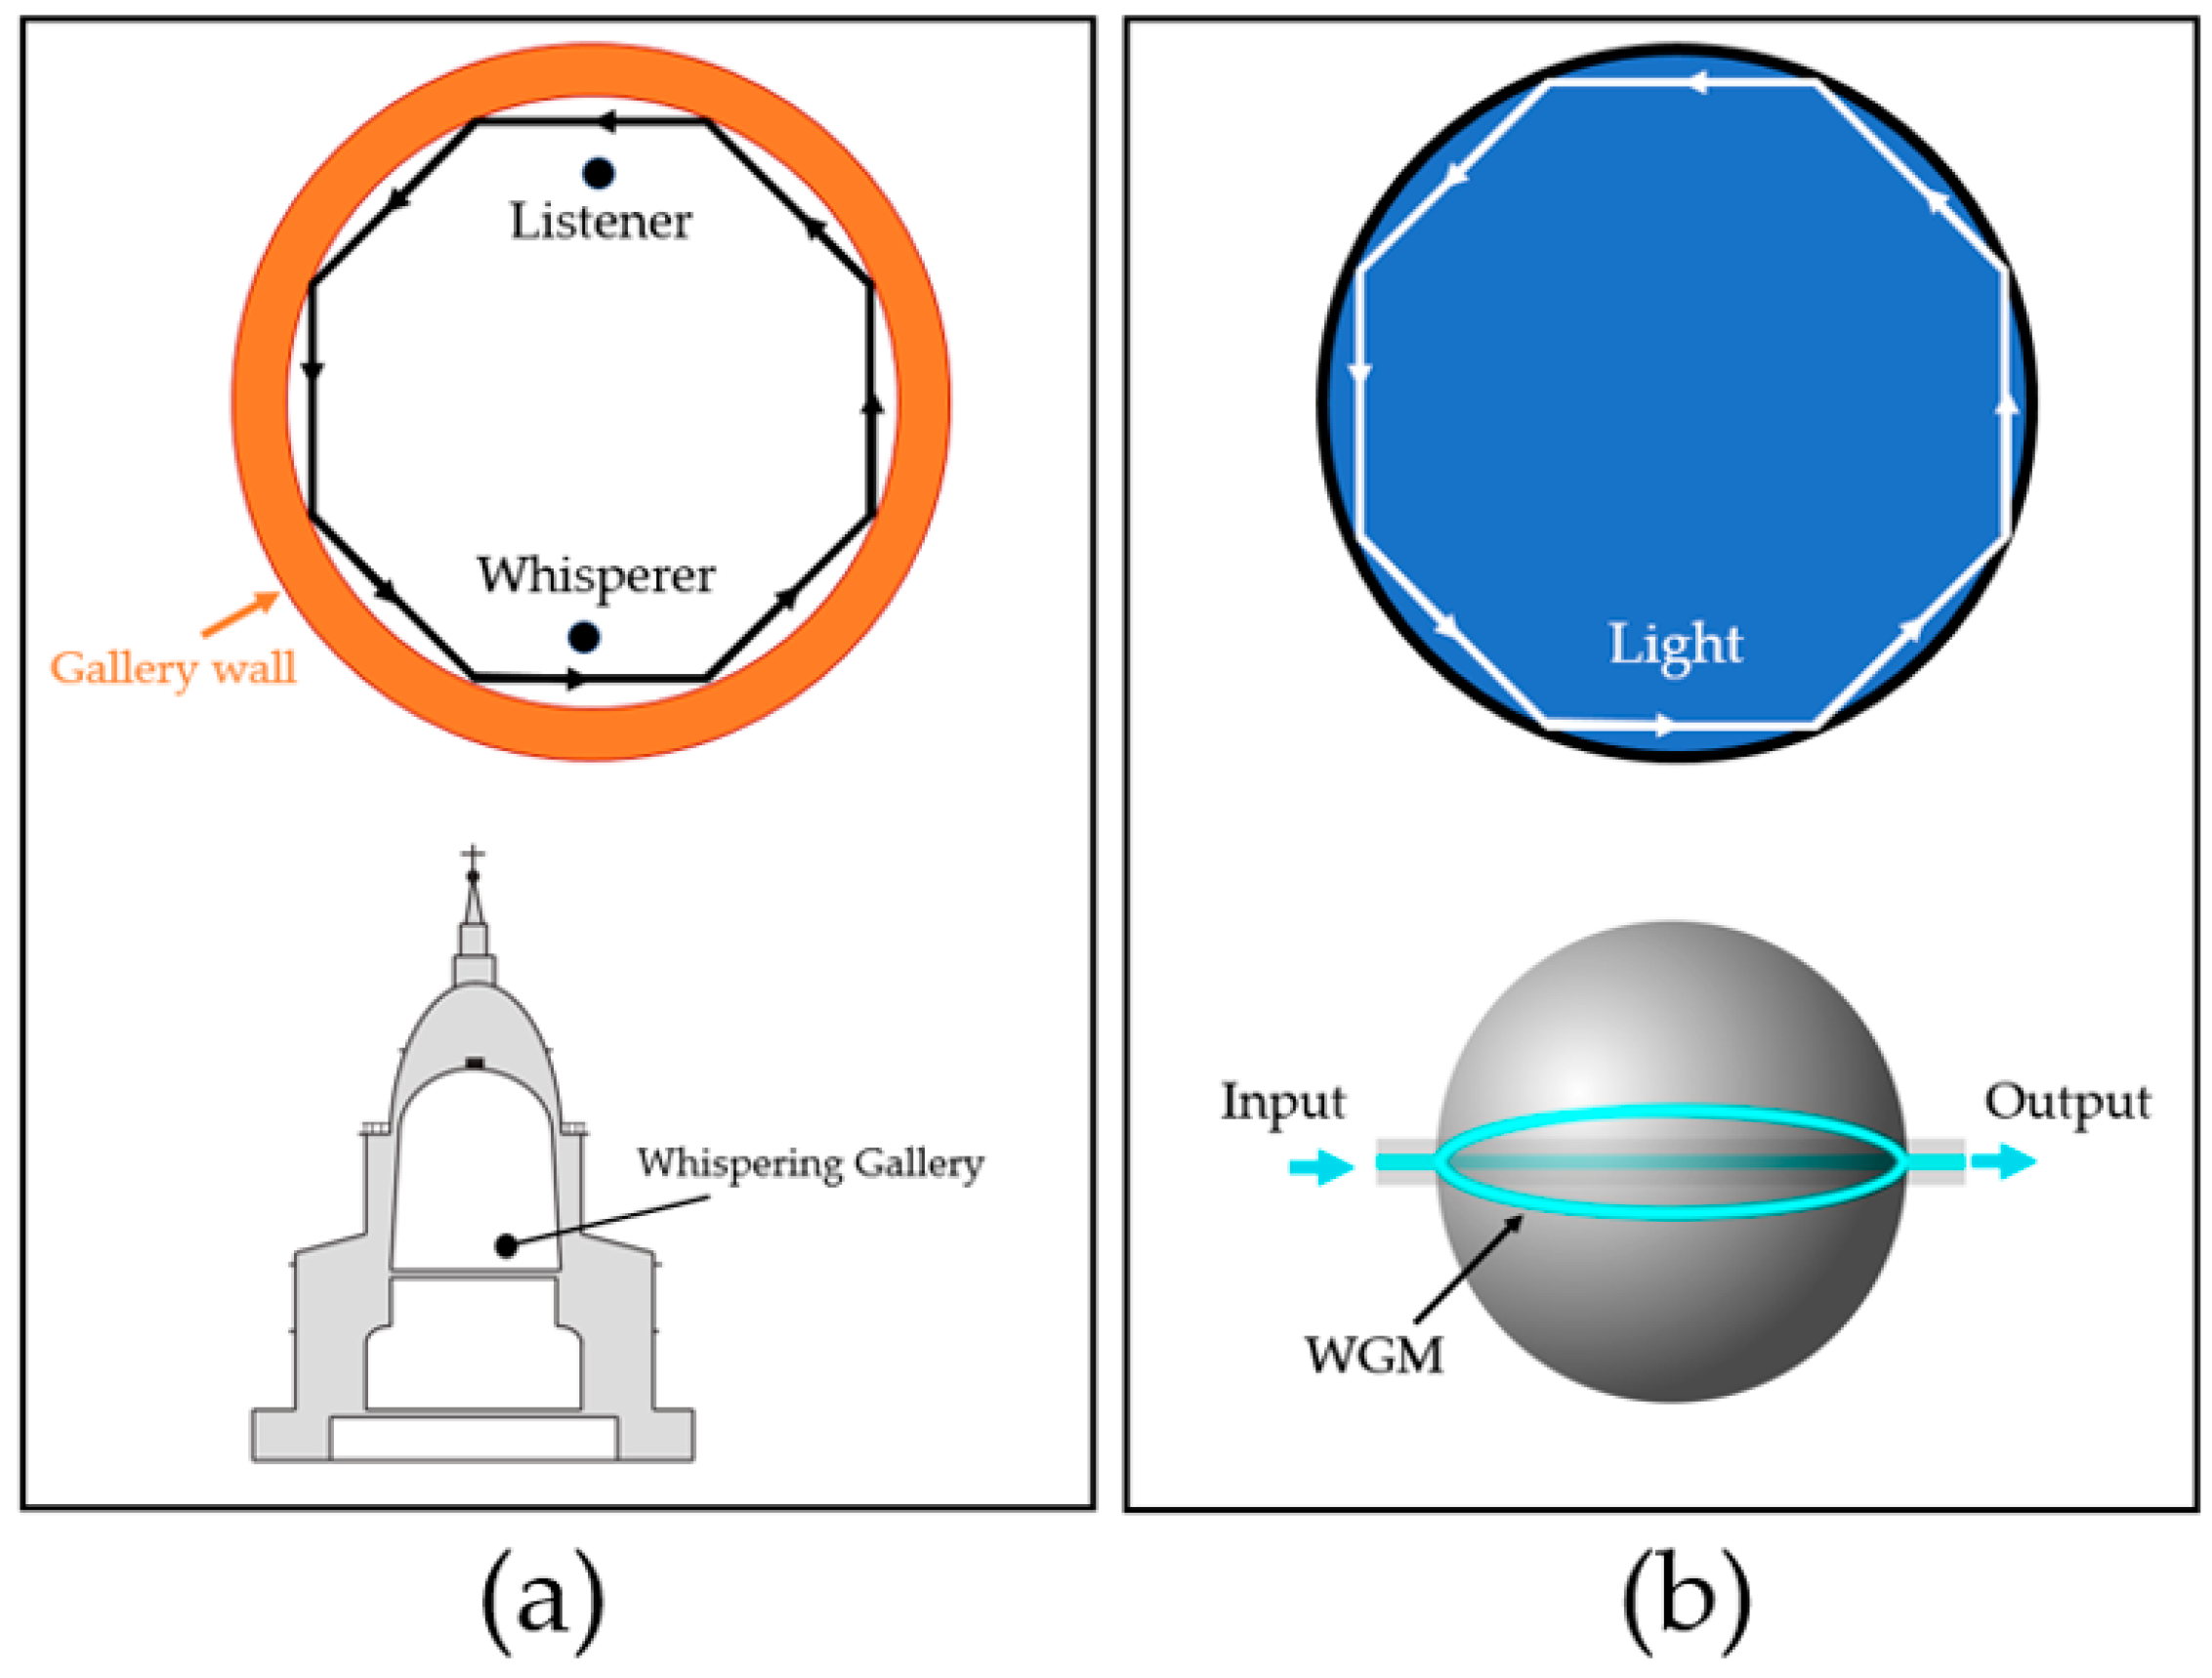 Listener
Whisperer
Gallery wall
Whispering Gallery
(a)
Light
Input
Output
WGM
(b)